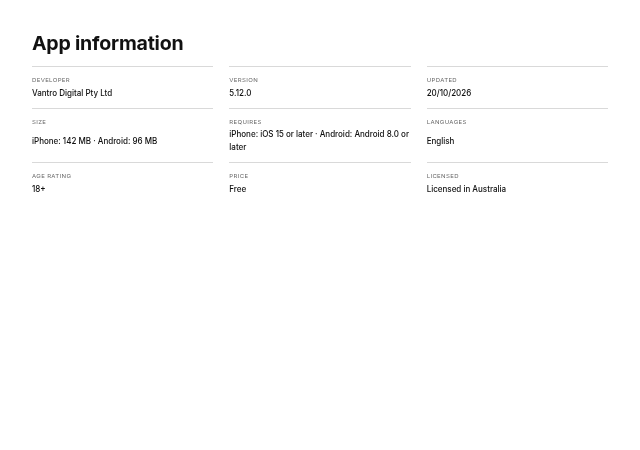 App information
DEVELOPER
Vantro Digital Pty Ltd
VERSION
5.12.0
UPDATED
20/10/2026
SIZE
iPhone: 142 MB · Android: 96 MB
REQUIRES
iPhone: iOS 15 or later · Android: Android 8.0 or
later
LANGUAGES
English
AGE RATING
18+
PRICE
Free
LICENSED
Licensed in Australia